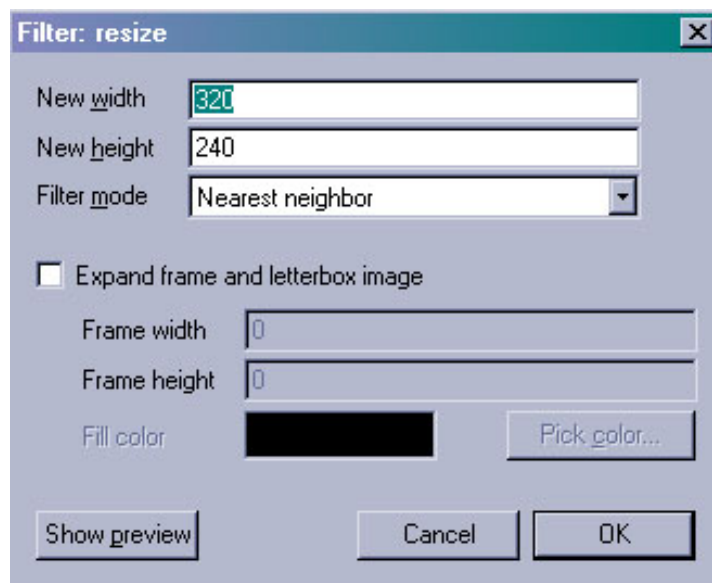 Filter: resize
New width 320
New height 240
Filter mode Nearest neighbor
Expand frame and letterbox image
Frame width 0
Frame height 0
Fill color Pick color...
Show preview Cancel OK